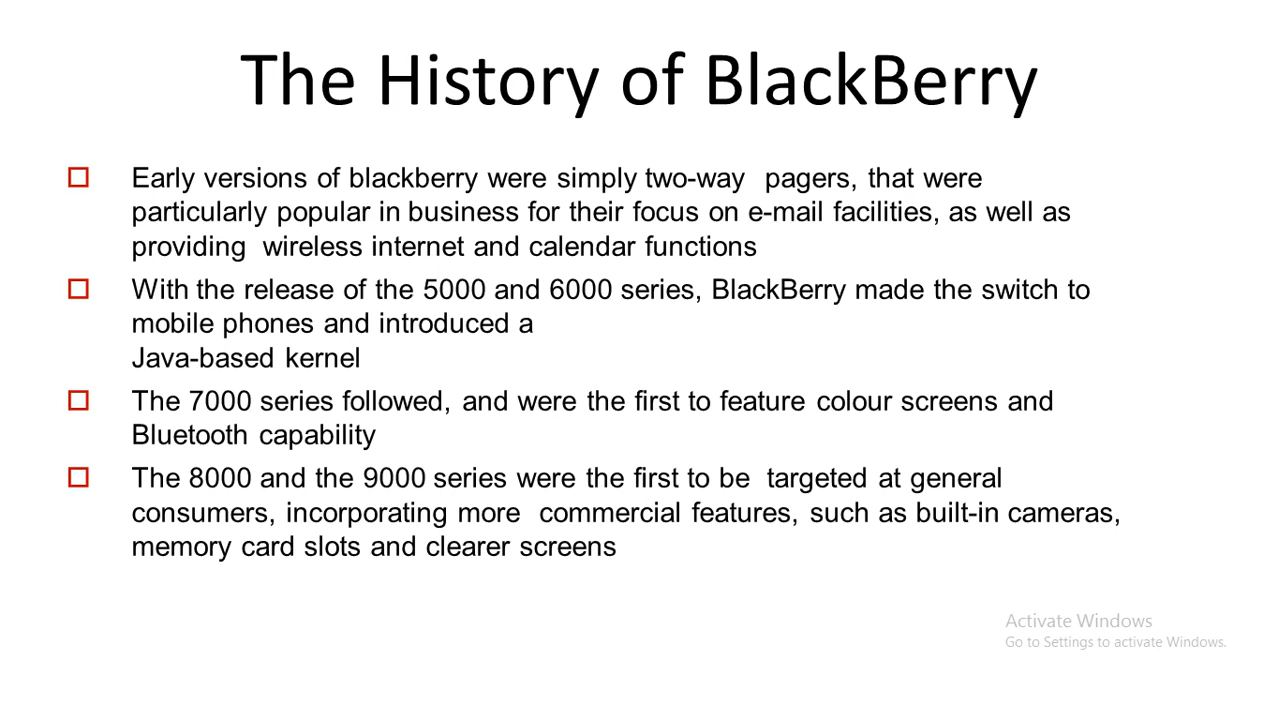 The History of BlackBerry
Early versions of blackberry were simply two-way pagers, that were
particularly popular in business for their focus on e-mail facilities, as well as
providing wireless internet and calendar functions
With the release of the 5000 and 6000 series, BlackBerry made the switch to
mobile phones and introduced a
Java-based kernel
The 7000 series followed, and were the first to feature colour screens and
Bluetooth capability
The 8000 and the 9000 series were the first to be targeted at general
consumers, incorporating more commercial features, such as built-in cameras,
memory card slots and clearer screens
Activate Windows
Go to Settings to activate Windows.